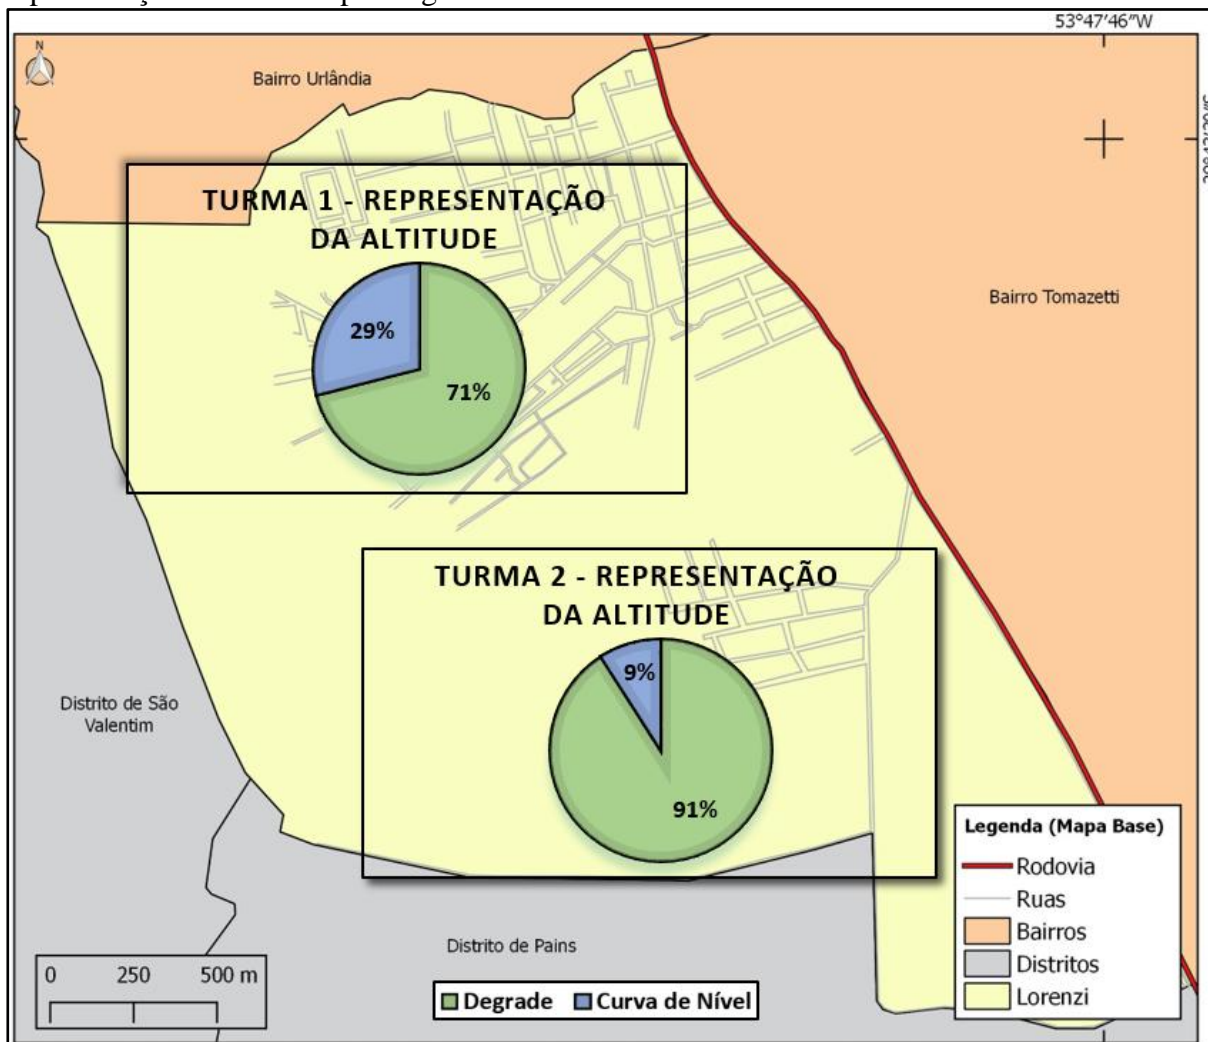 53°47'46"W
N
Bairro Urlândia
TURMA 1 - REPRESENTAÇÃO
DA ALTITUDE
29%
71%
Bairro Tomazetti
TURMA 2 - REPRESENTAÇÃO
DA ALTITUDE
9%
91%
Distrito de São
Valentim
Distrito de Pains
0 250 500 m
Degrade Curva de Nível
Legenda (Mapa Base)
Rodovia
Ruas
Bairros
Distritos
Lorenzi